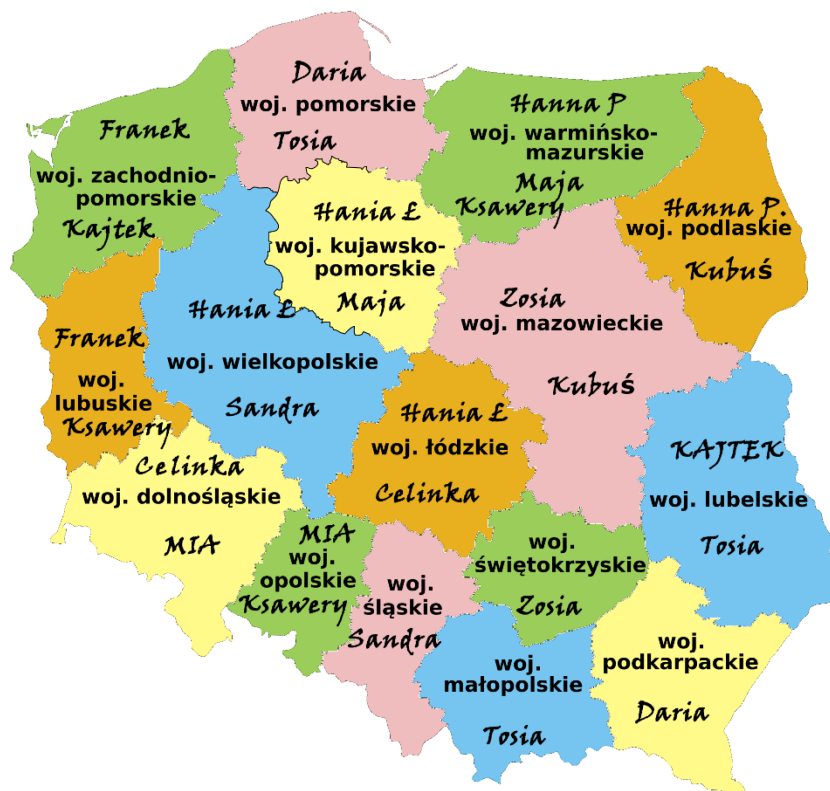 Daria
woj. pomorskie
Tosia
Franek
woj. zachodnio-
pomorskie
Kajtek
Hanna P
woj. warmińsko-
mazurskie
Maja
Ksawery
Hanna P.
woj. podlaskie
Kubuś
Hania Ł
woj. kujawsko-
pomorskie
Maja
Zosia
woj. mazowieckie
Kubuś
Hania Ł
woj. wielkopolskie
Sandra
Franek
woj.
lubuskie
Ksawery
Hania Ł
woj. łódzkie
Celinka
KAJTEK
woj. lubelskie
Tosia
Celinka
woj. dolnośląskie
MIA
MIA
woj.
opolskie
Ksawery
woj.
śląskie
Sandra
woj.
świętokrzyskie
Zosia
woj.
małopolskie
Tosia
woj.
podkarpackie
Daria